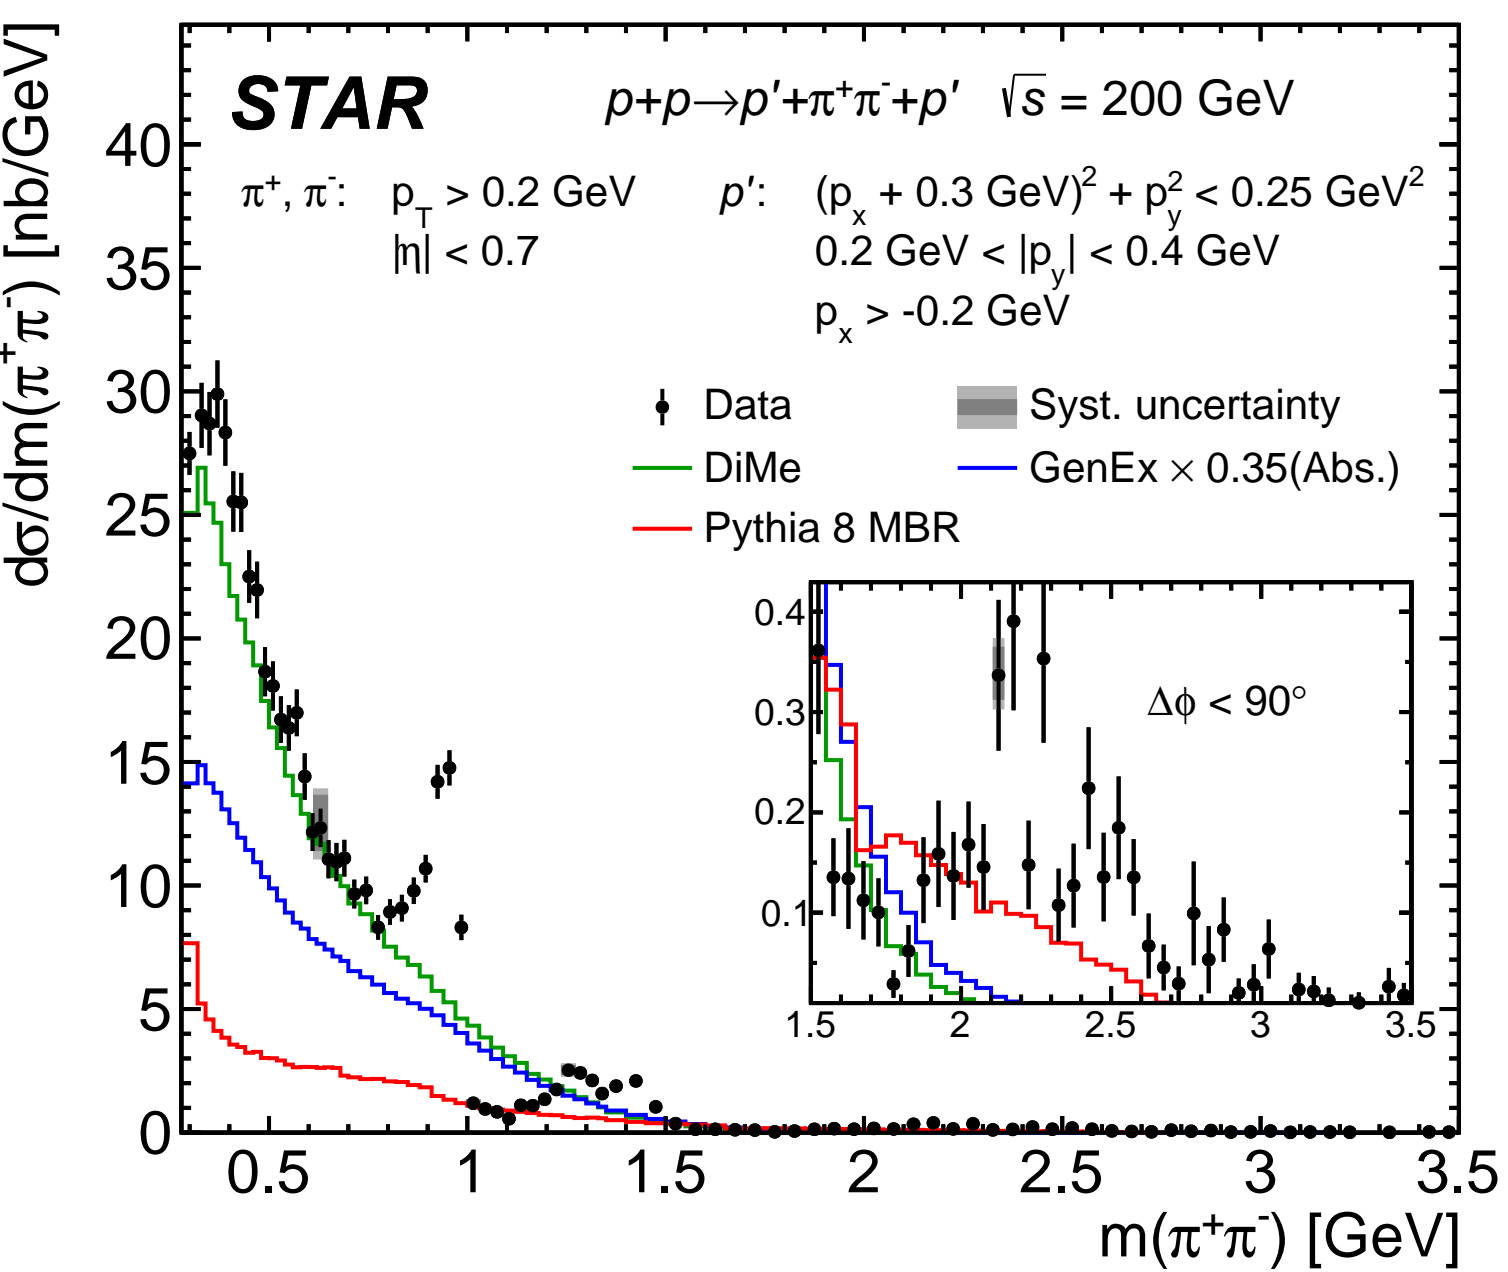 dσ/dm(π⁺π⁻) [nb/GeV]
STAR
p+p→p′+π⁺π⁻+p′ √s = 200 GeV
π⁺, π⁻: p_T > 0.2 GeV p′: (p_x + 0.3 GeV)² + p_y² < 0.25 GeV²
|η| < 0.7 0.2 GeV < |p_y| < 0.4 GeV
p_x > -0.2 GeV
Data Syst. uncertainty
DiMe GenEx × 0.35(Abs.)
Pythia 8 MBR
40
35
30
25
20
15
10
5
0
0.4
0.3
0.2
0.1
Δϕ < 90°
1.5 2 2.5 3 3.5
0.5 1 1.5 2 2.5 3 3.5
m(π⁺π⁻) [GeV]